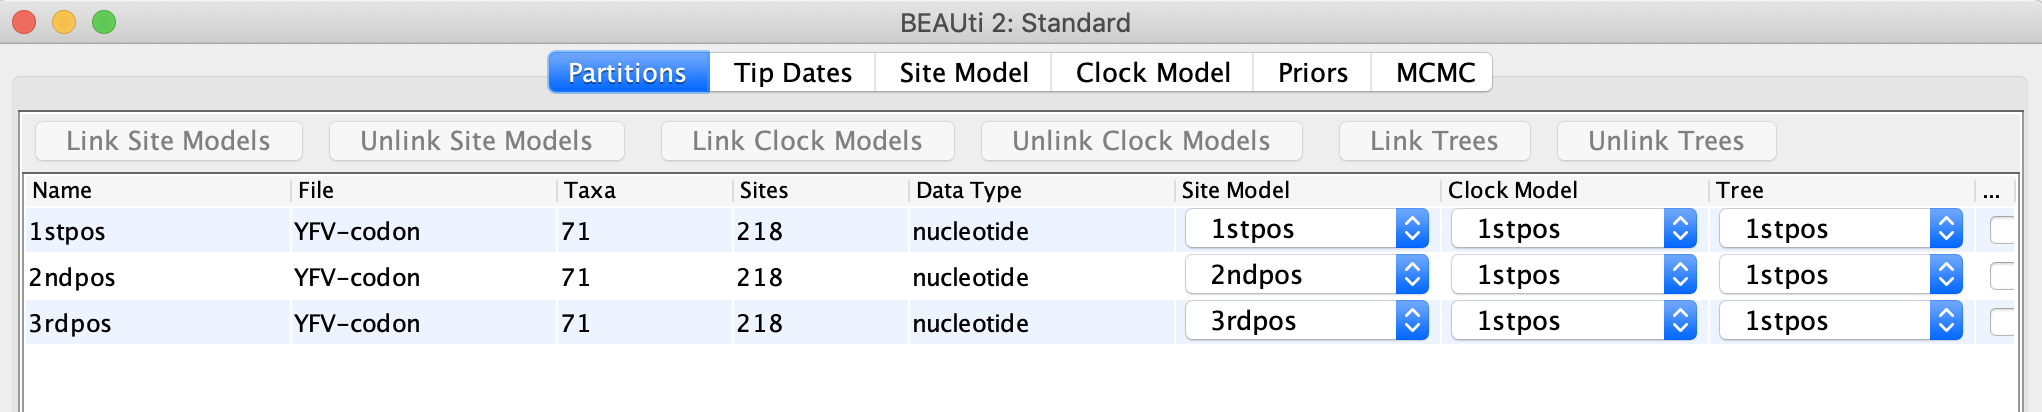 BEAUti 2: Standard
Partitions Tip Dates Site Model Clock Model Priors MCMC
Link Site Models Unlink Site Models Link Clock Models Unlink Clock Models Link Trees Unlink Trees
Name File Taxa Sites Data Type Site Model Clock Model Tree ...
1stpos YFV-codon 71 218 nucleotide 1stpos 1stpos 1stpos
2ndpos YFV-codon 71 218 nucleotide 2ndpos 1stpos 1stpos
3rdpos YFV-codon 71 218 nucleotide 3rdpos 1stpos 1stpos